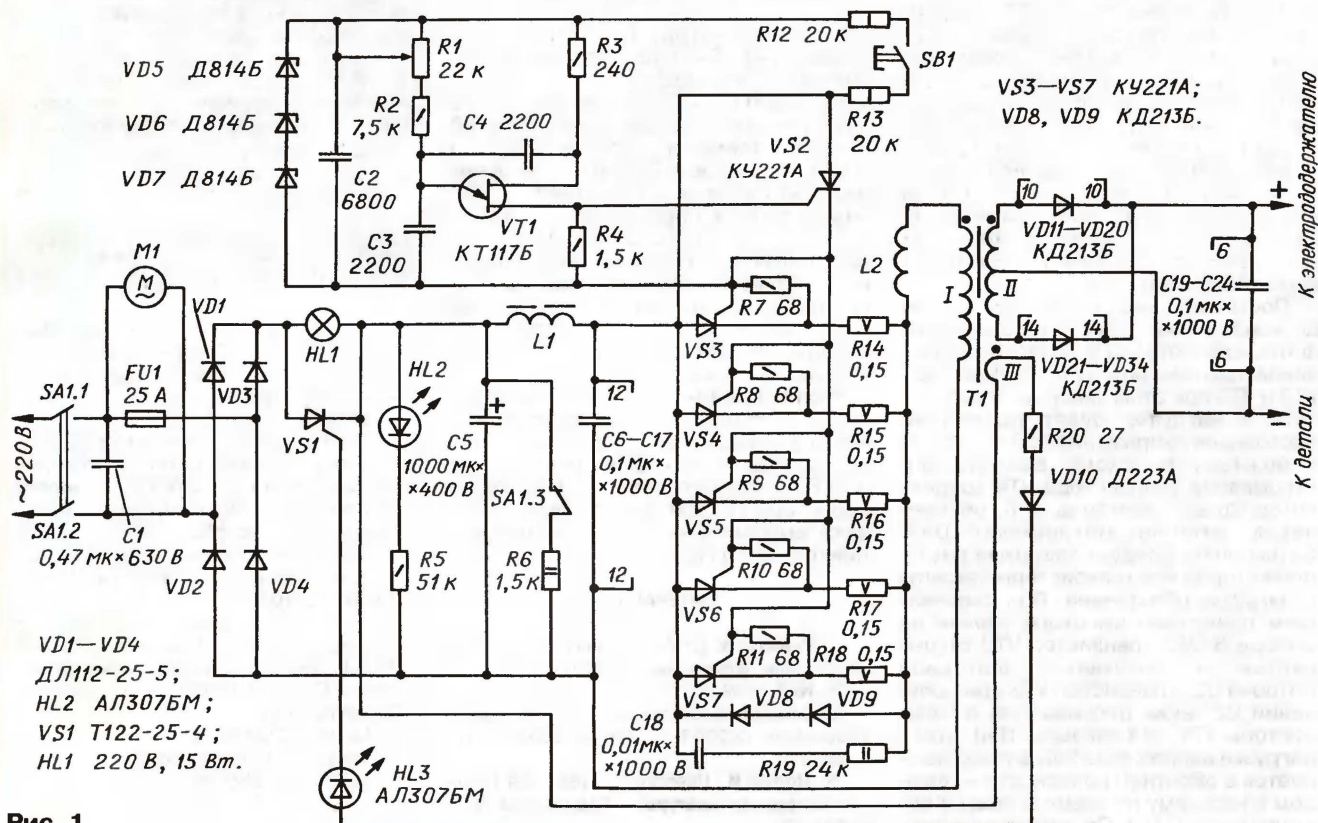 R12 20 к
SB1
R1
22 к
R3
240
VD5 Д814Б
R2
7,5 к
C4 2200
R13
20 к
VS3—VS7 КУ221А;
VD8, VD9 КД213Б.
VD6 Д814Б
VS2
КУ221А
VD7 Д814Б
C2
6800
VT1
КТ117Б
C3
2200
R4
1,5 к
10
10
VD11—VD20
КД213Б
+
К электродержателю
M1
M
~
VD1
HL1
L1
R7 68
VS3
R14
0,15
L2
I
II
III
T1
6
C19—C24
0,1 мк×
×1000 В
6
14
14
VD21—VD34
КД213Б
–
К детали
SA1.1
FU1
25 А
VD3
VS1
HL2
R8 68
VS4
R15
0,15
~220 В
C5
1000 мк×
×400 В
+
12
C6—C17
0,1 мк×
×1000 В
SA1.3
R9 68
VS5
R16
0,15
R20 27
VD10 Д223А
SA1.2
C1
0,47 мк×630 В
VD2
VD4
R5
51 к
R6
1,5 к
12
R10 68
VS6
R17
0,15
R11 68
R18
0,15
VS7
VD8
VD9
VD1—VD4
ДЛ112-25-5;
HL2 АЛ307БМ;
VS1 Т122-25-4;
HL1 220 В, 15 Вт.
HL3
АЛ307БМ
C18
0,01 мк×
×1000 В
R19 24 к
Рис. 1